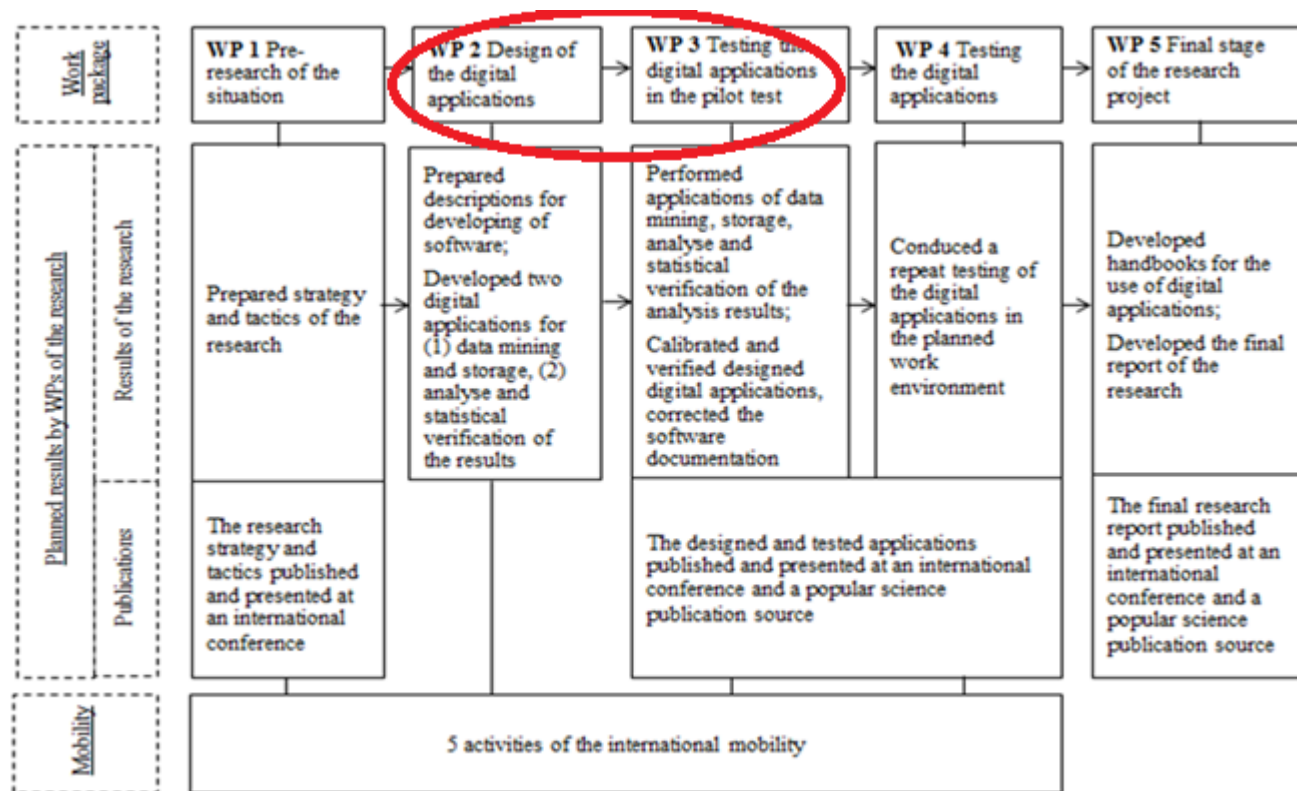 Work
package
WP 1 Pre-
research of the
situation
WP 2 Design of
the digital
applications
WP 3 Testing the
digital applications
in the pilot test
WP 4 Testing
the digital
applications
WP 5 Final stage
of the research
project
Planned results by WPs of the research
Results of the research
Prepared strategy
and tactics of the
research
Prepared
descriptions for
developing of
software;
Developed two
digital
applications for
(1) data mining
and storage, (2)
analyse and
statistical
verification of
the results
Performed
applications of data
mining, storage,
analyse and
statistical
verification of the
analysis results;
Calibrated and
verified designed
digital applications,
corrected the
software
documentation
Conduced a
repeat testing of
the digital
applications in
the planned
work
environment
Developed
handbooks for the
use of digital
applications;
Developed the final
report of the
research
Publications
The research
strategy and
tactics published
and presented at
an international
conference
The designed and tested applications
published and presented at an international
conference and a popular science
publication source
The final research
report published
and presented at an
international
conference and a
popular science
publication source
Mobility
5 activities of the international mobility